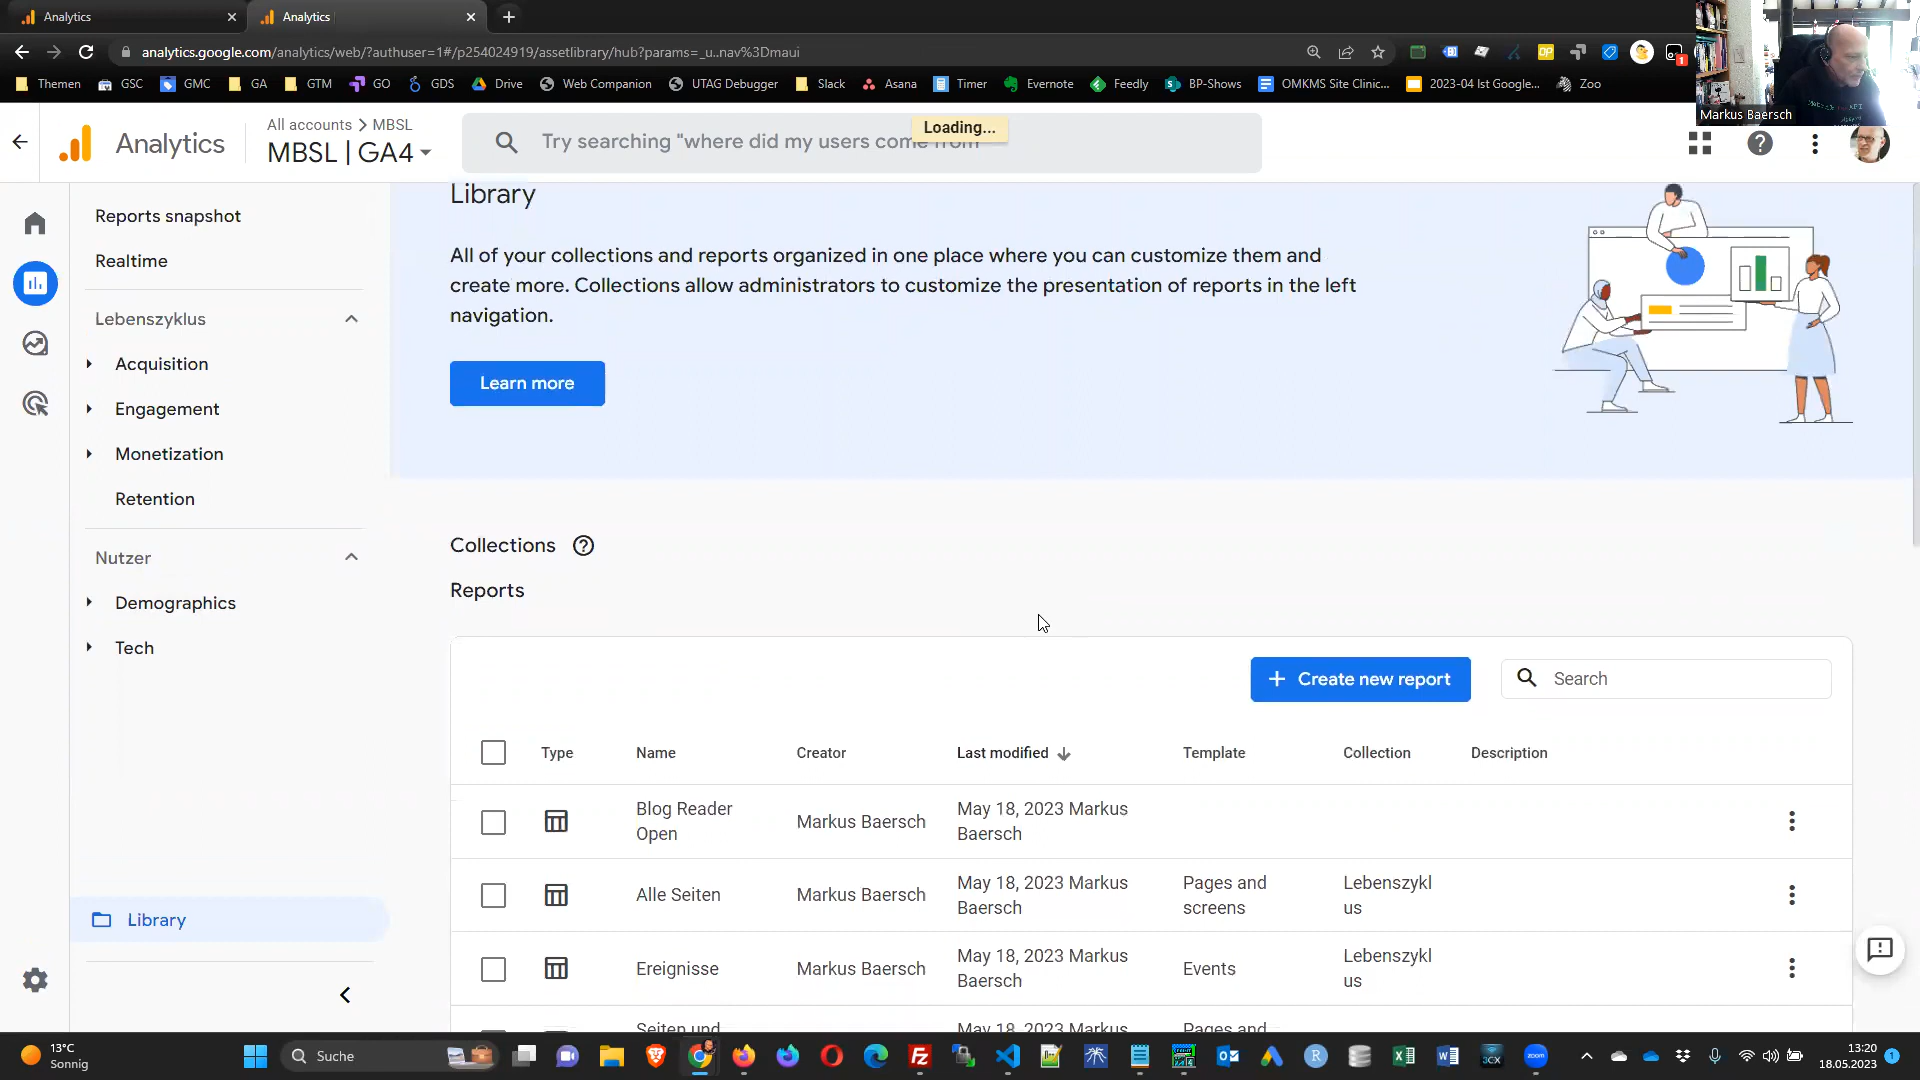 Analytics
Analytics
analytics.google.com/analytics/web/?authuser=1#/p254024919/assetlibrary/hub?params=_u..nav%3Dmaui
1
Themen
GSC
GMC
GA
GTM
GO
GDS
Drive
Web Companion
UTAG Debugger
Slack
Asana
Timer
Evernote
Feedly
BP-Shows
OMKMS Site Clinic...
2023-04 Ist Google...
Zoo
Markus Baersch
Analytics
All accounts > MBSL
MBSL | GA4
Try searching "where did my users come from
Loading...
Reports snapshot
Realtime
Lebenszyklus
Acquisition
Engagement
Monetization
Retention
Nutzer
Demographics
Tech
Library
Library
All of your collections and reports organized in one place where you can customize them and
create more. Collections allow administrators to customize the presentation of reports in the left
navigation.
Learn more
Collections
Reports
+ Create new report
Search
Type Name Creator Last modified Template Collection Description
Blog Reader
Open
Markus Baersch
May 18, 2023 Markus
Baersch
Alle Seiten
Markus Baersch
May 18, 2023 Markus
Baersch
Pages and
screens
Lebenszykl
us
Ereignisse
Markus Baersch
May 18, 2023 Markus
Baersch
Events
Lebenszykl
us
Seiten und
May 18, 2023 Markus
Pages and
13°C
Sonnig
Suche
3CX
zoom
13:20
18.05.2023
1